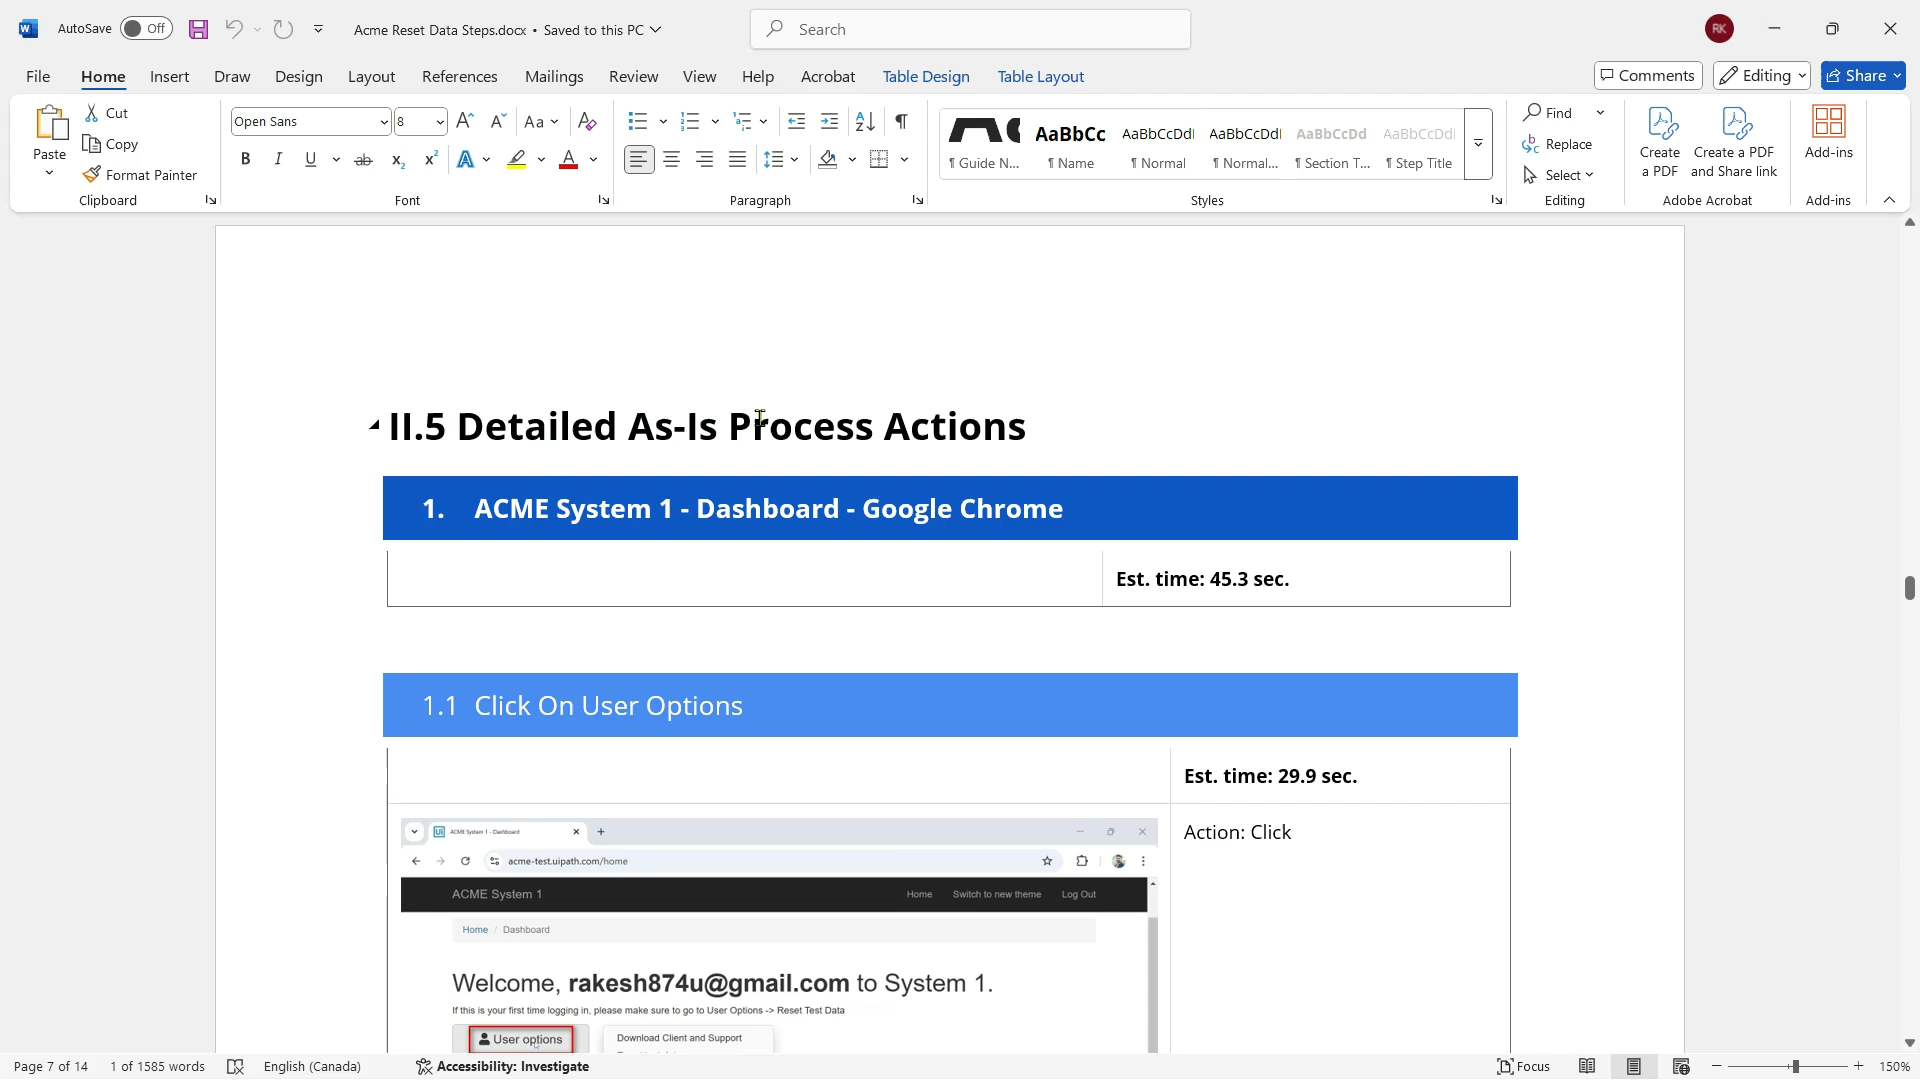 AutoSave Off Acme Reset Data Steps.docx • Saved to this PC Search RK
File Home Insert Draw Design Layout References Mailings Review View Help Acrobat Table Design Table Layout Comments Editing Share
Paste
Cut
Copy
Format Painter
Clipboard
Open Sans 8
Font
Paragraph
AaBbCc AaBbCcDdI AaBbCcDdI AaBbCcDd AaBbCcDdI
Guide N... Name Normal Normal... Section T... Step Title
Styles
Find
Replace
Select
Editing
Create
a PDF
Create a PDF
and Share link
Adobe Acrobat
Add-ins
Add-ins
II.5 Detailed As-Is Process Actions
1. ACME System 1 - Dashboard - Google Chrome
Est. time: 45.3 sec.
1.1 Click On User Options
Est. time: 29.9 sec.
Action: Click
ACME System 1 - Dashboard
acme-test.uipath.com/home
ACME System 1 Home Switch to new theme Log Out
Home / Dashboard
Welcome, rakesh874u@gmail.com to System 1.
If this is your first time logging in, please make sure to go to User Options -> Reset Test Data
User options Download Client and Support
Page 7 of 14 1 of 1585 words English (Canada) Accessibility: Investigate Focus 150%